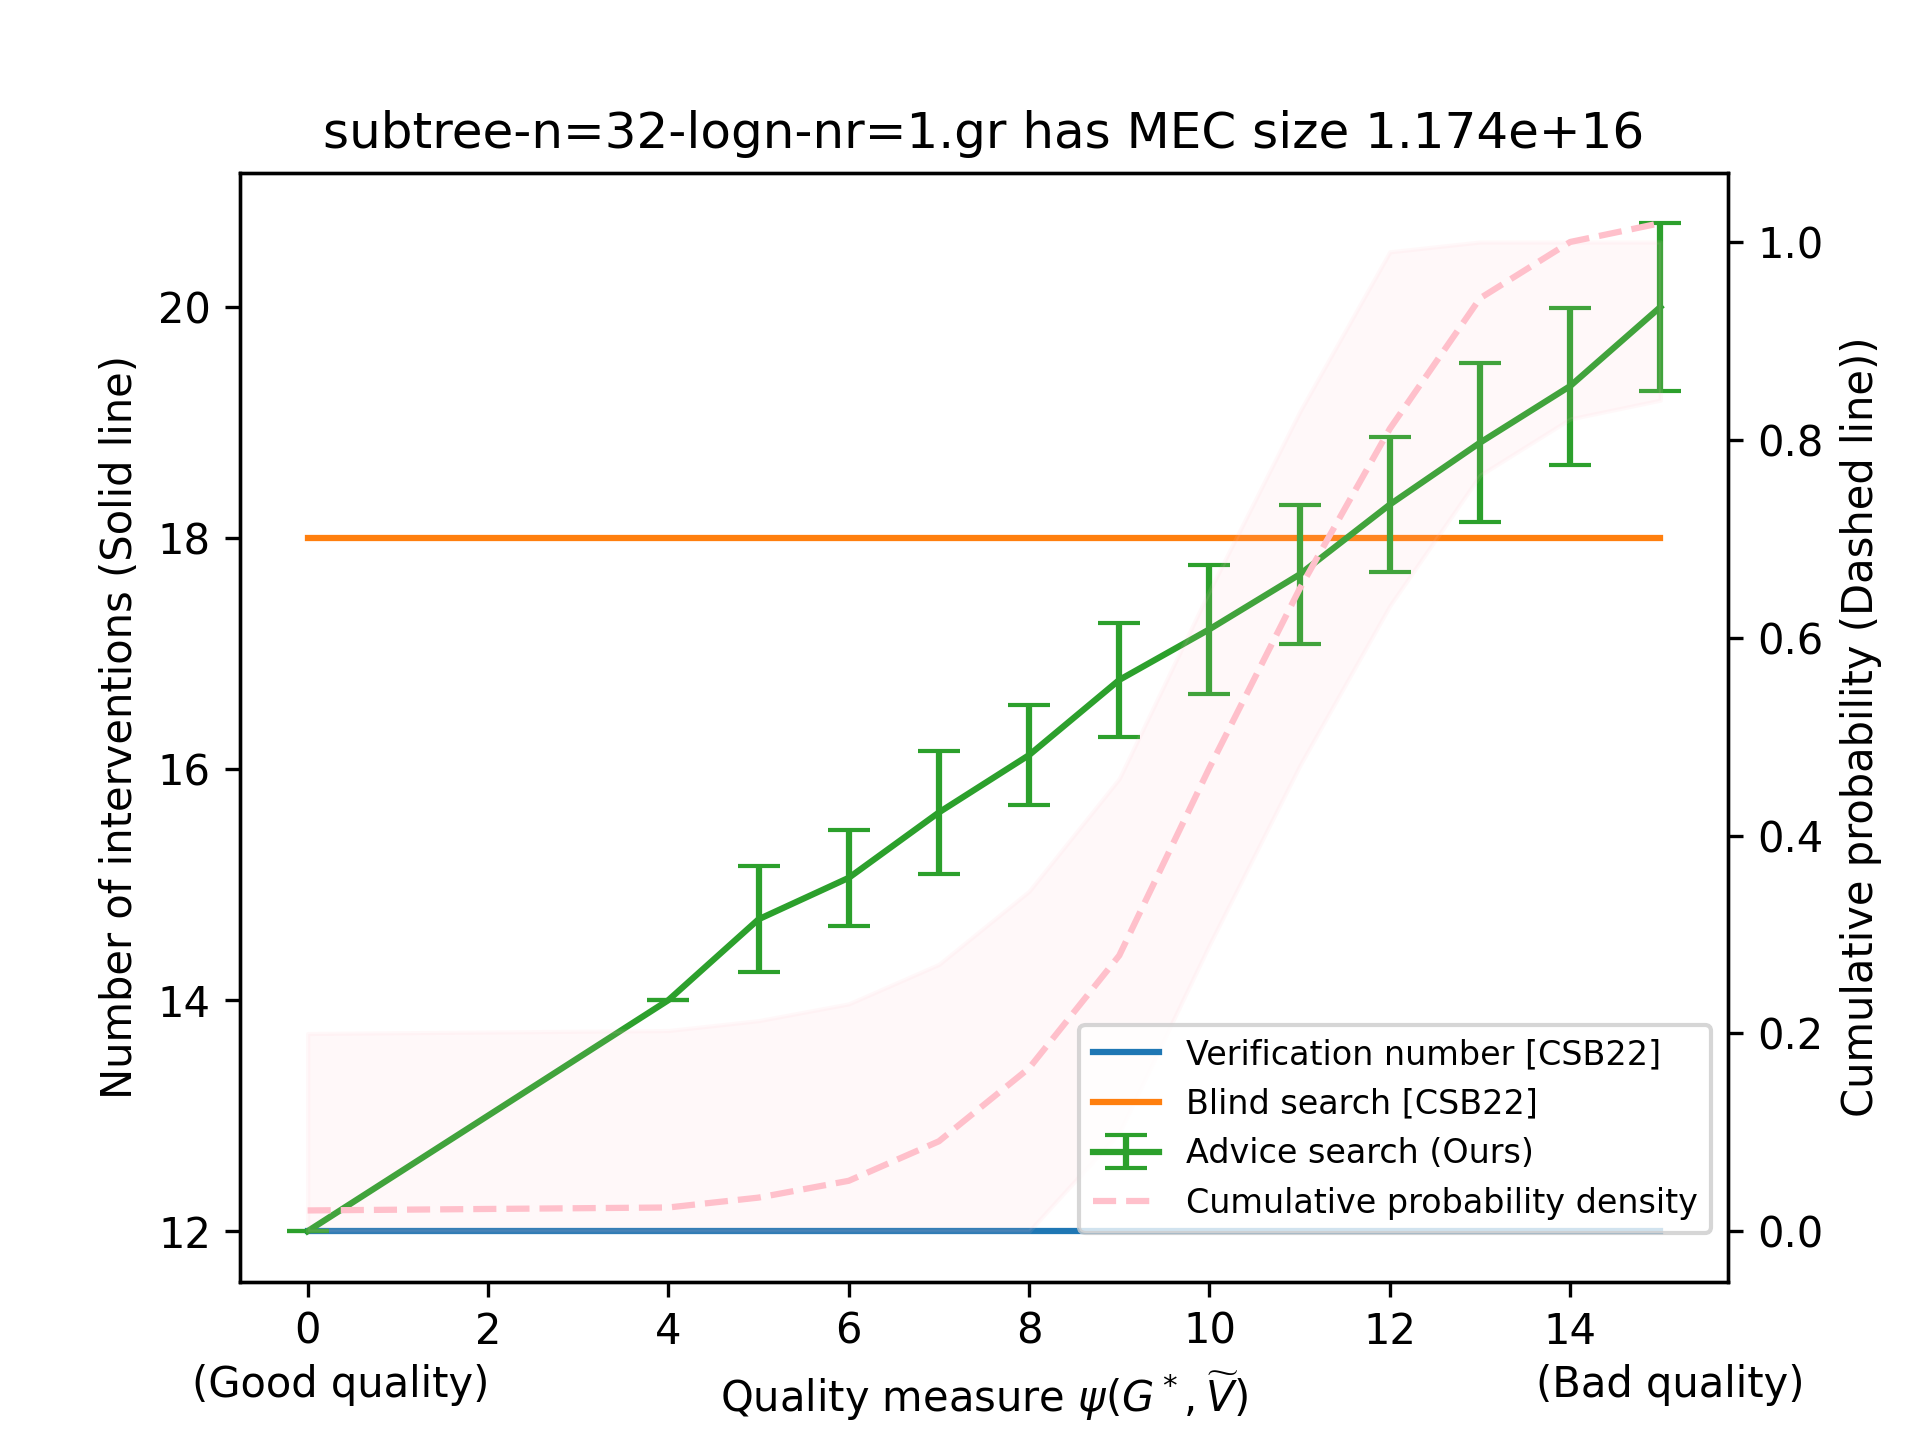 subtree-n=32-logn-nr=1.gr has MEC size 1.174e+16
Number of interventions (Solid line)
20
18
16
14
12
1.0
0.8
0.6
0.4
0.2
0.0
Cumulative probability (Dashed line))
Verification number [CSB22]
Blind search [CSB22]
Advice search (Ours)
Cumulative probability density
0 2 4 6 8 10 12 14
(Good quality) (Bad quality)
Quality measure ψ(G*, Ṽ)